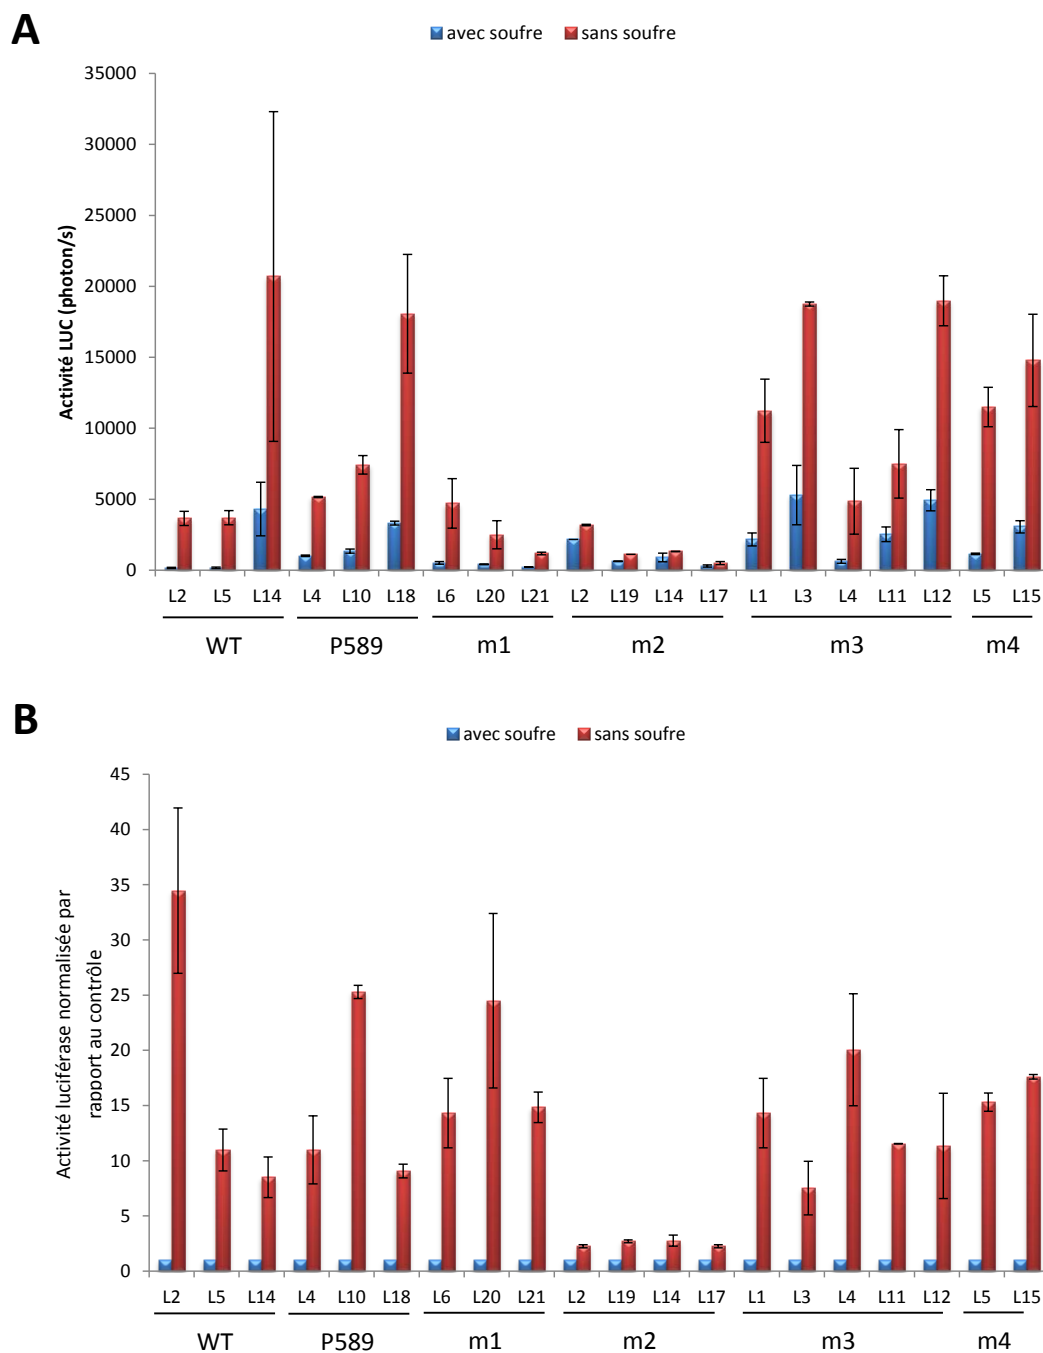 A
avec soufre sans soufre
Activité LUC (photon/s)
35000
30000
25000
20000
15000
10000
5000
0
L2 L5 L14 L4 L10 L18 L6 L20 L21 L2 L19 L14 L17 L1 L3 L4 L11 L12 L5 L15
WT P589 m1 m2 m3 m4
B
avec soufre sans soufre
Activité luciférase normalisée par
rapport au contrôle
45
40
35
30
25
20
15
10
5
0
L2 L5 L14 L4 L10 L18 L6 L20 L21 L2 L19 L14 L17 L1 L3 L4 L11 L12 L5 L15
WT P589 m1 m2 m3 m4